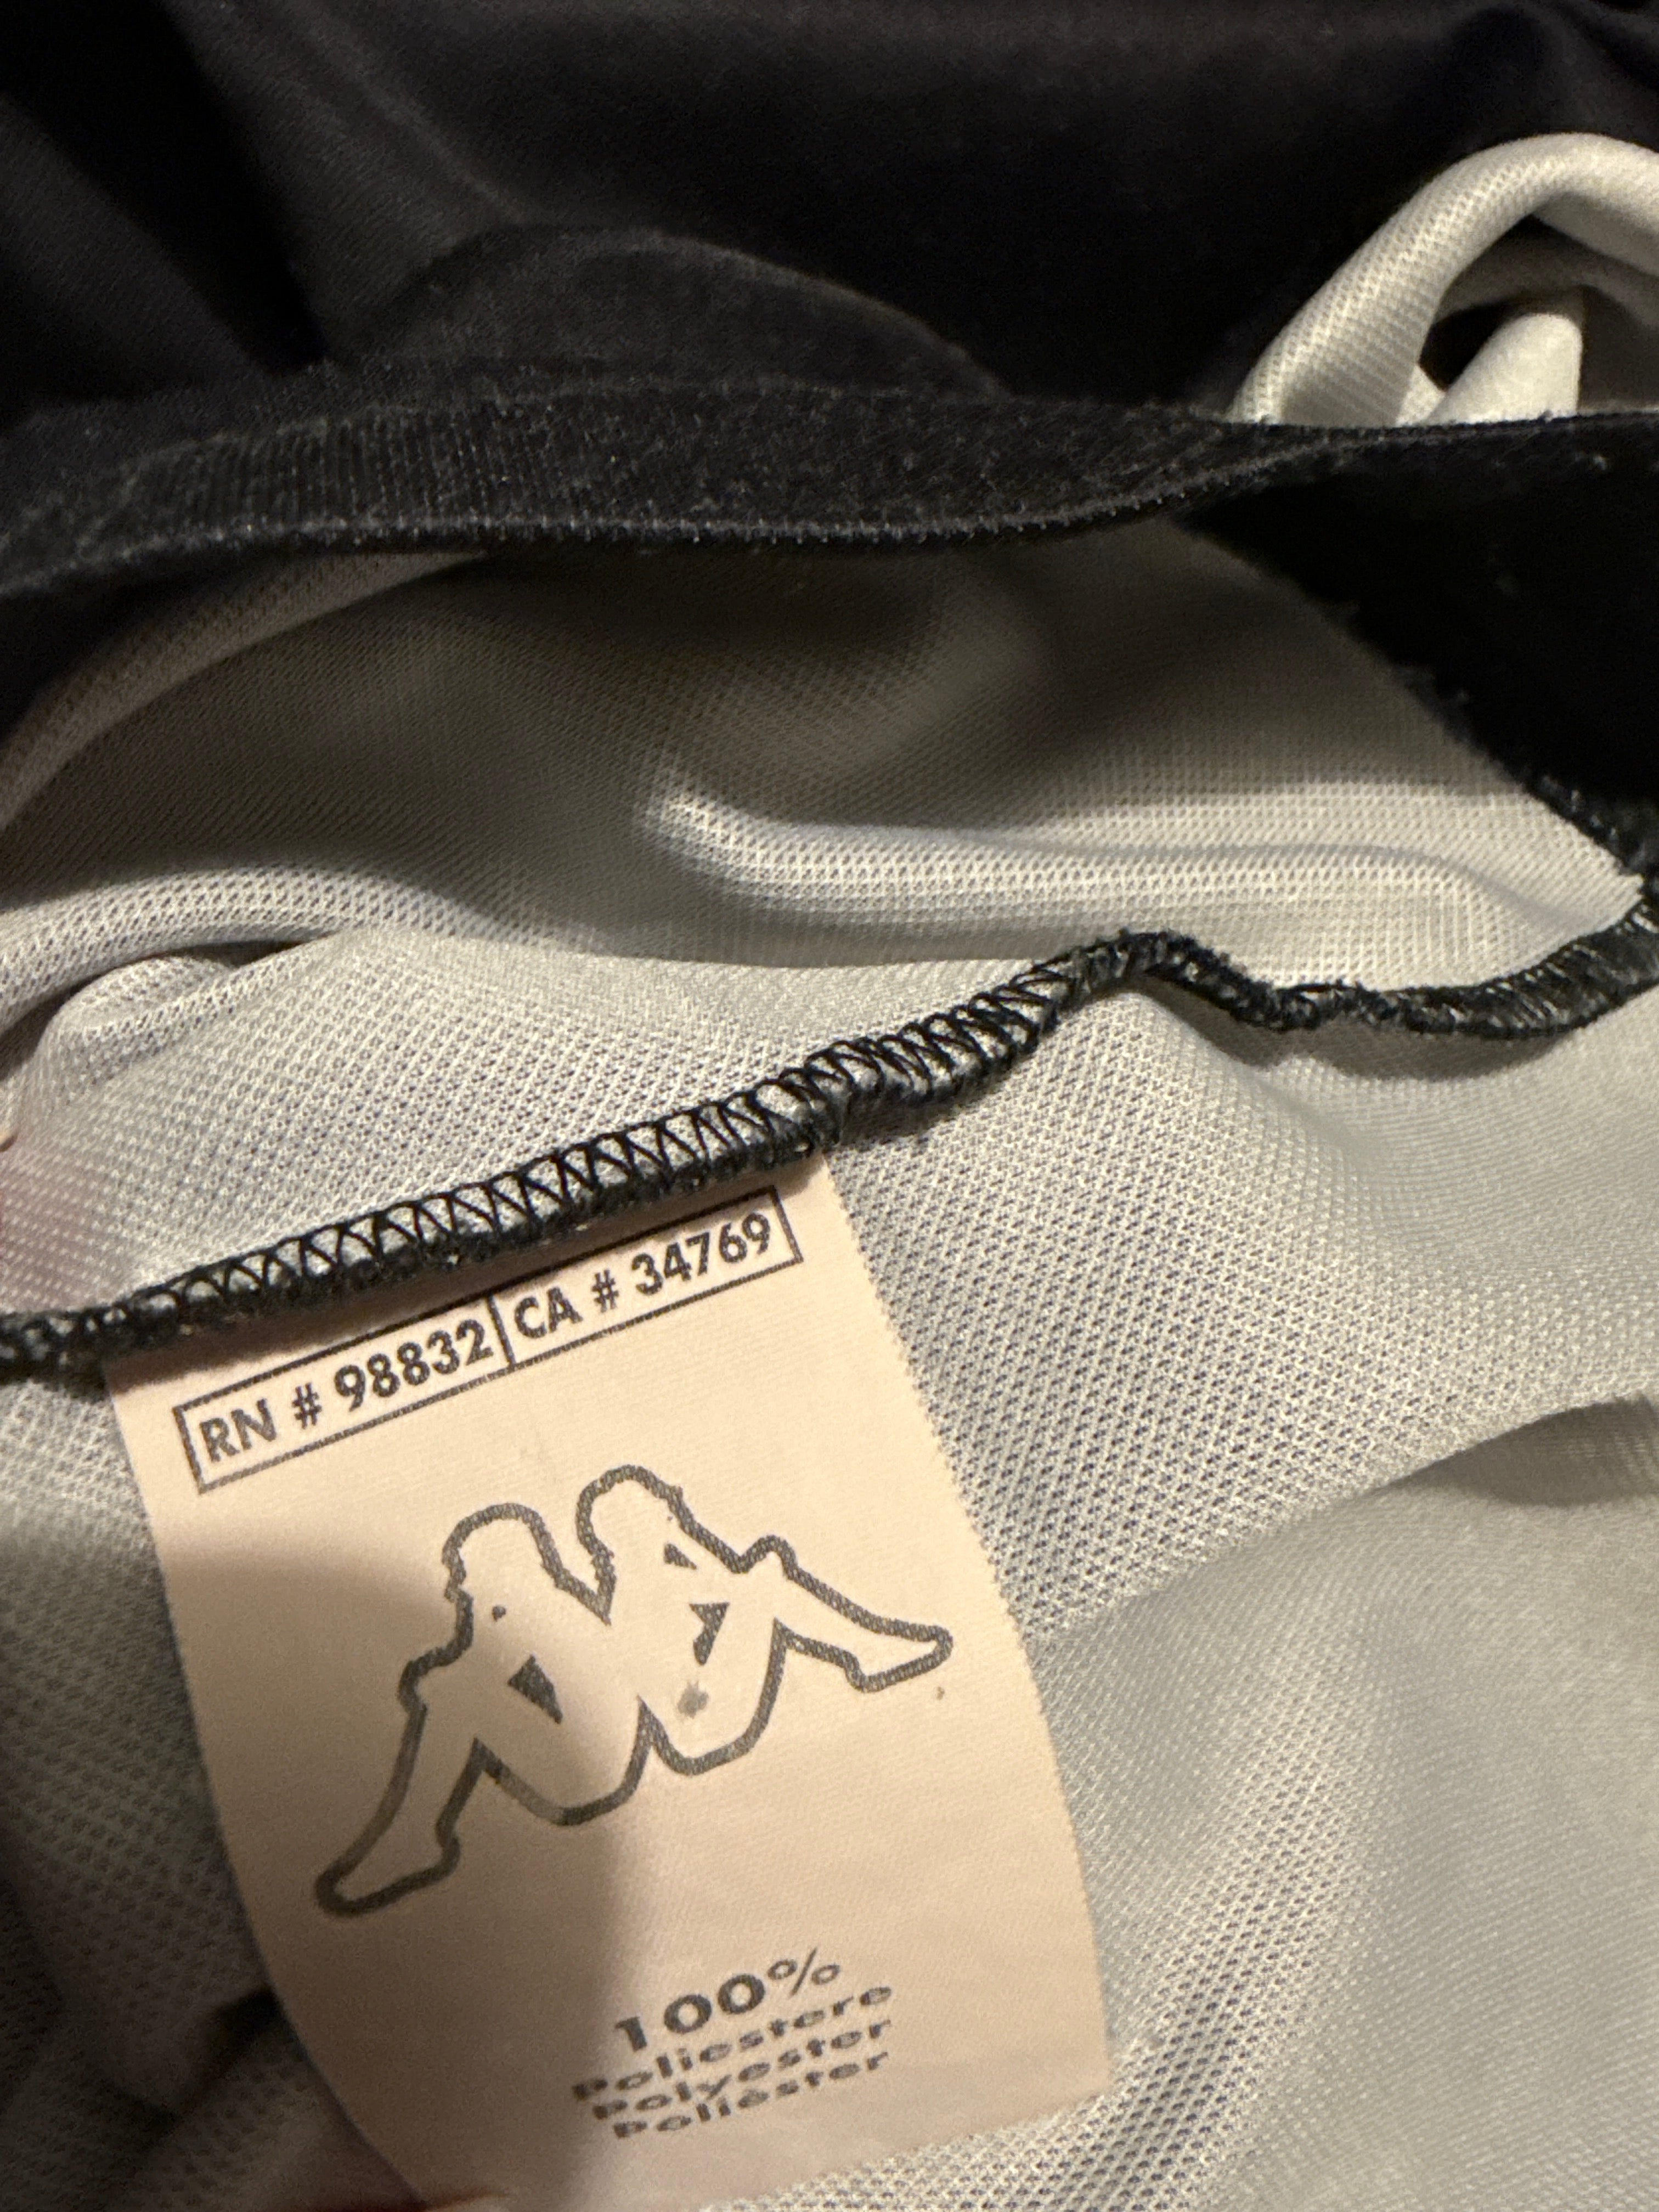 RN # 98832 CA # 34769
100%
Poliestere
Polyester
Poliéster